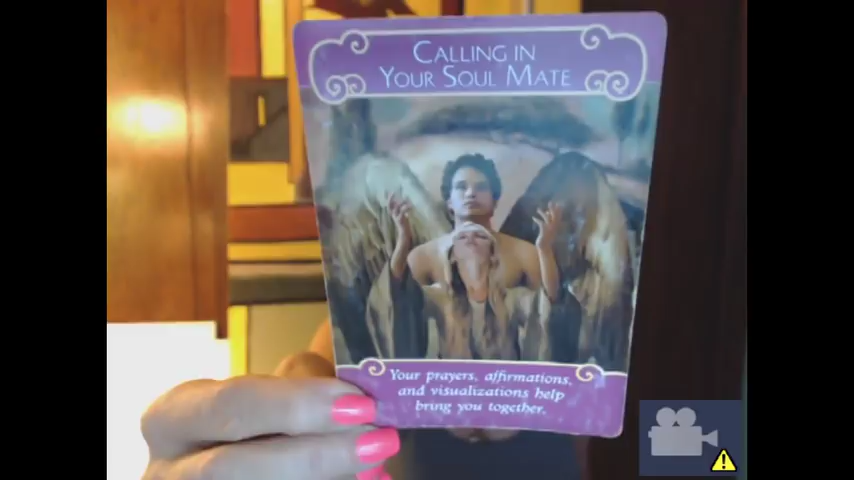 CALLING IN
YOUR SOUL MATE
Your prayers, affirmations,
and visualizations help
bring you together.